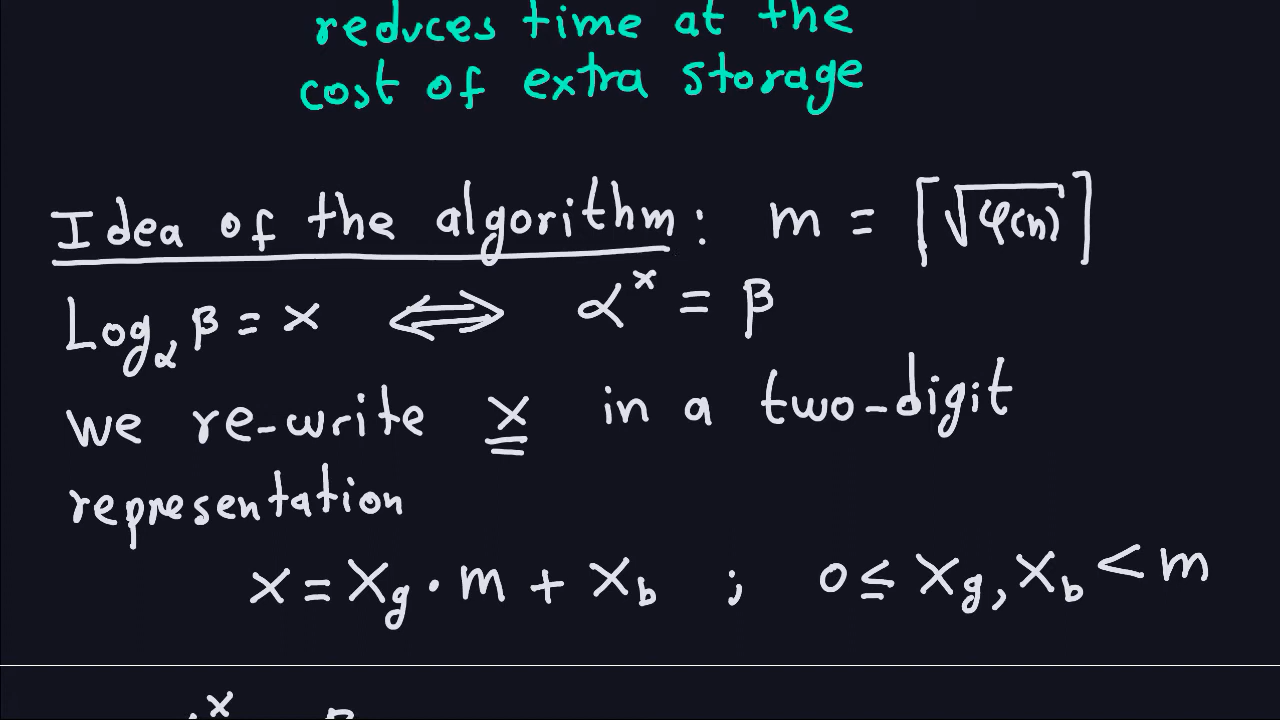 reduces time at the
cost of extra storage
Idea of the algorithm: m = ⌈√φ(n)⌉
Log_α β = x ⟺ α^x = β
we re-write x in a two-digit
representation
x = x_g · m + x_b ; 0 ≤ x_g, x_b < m